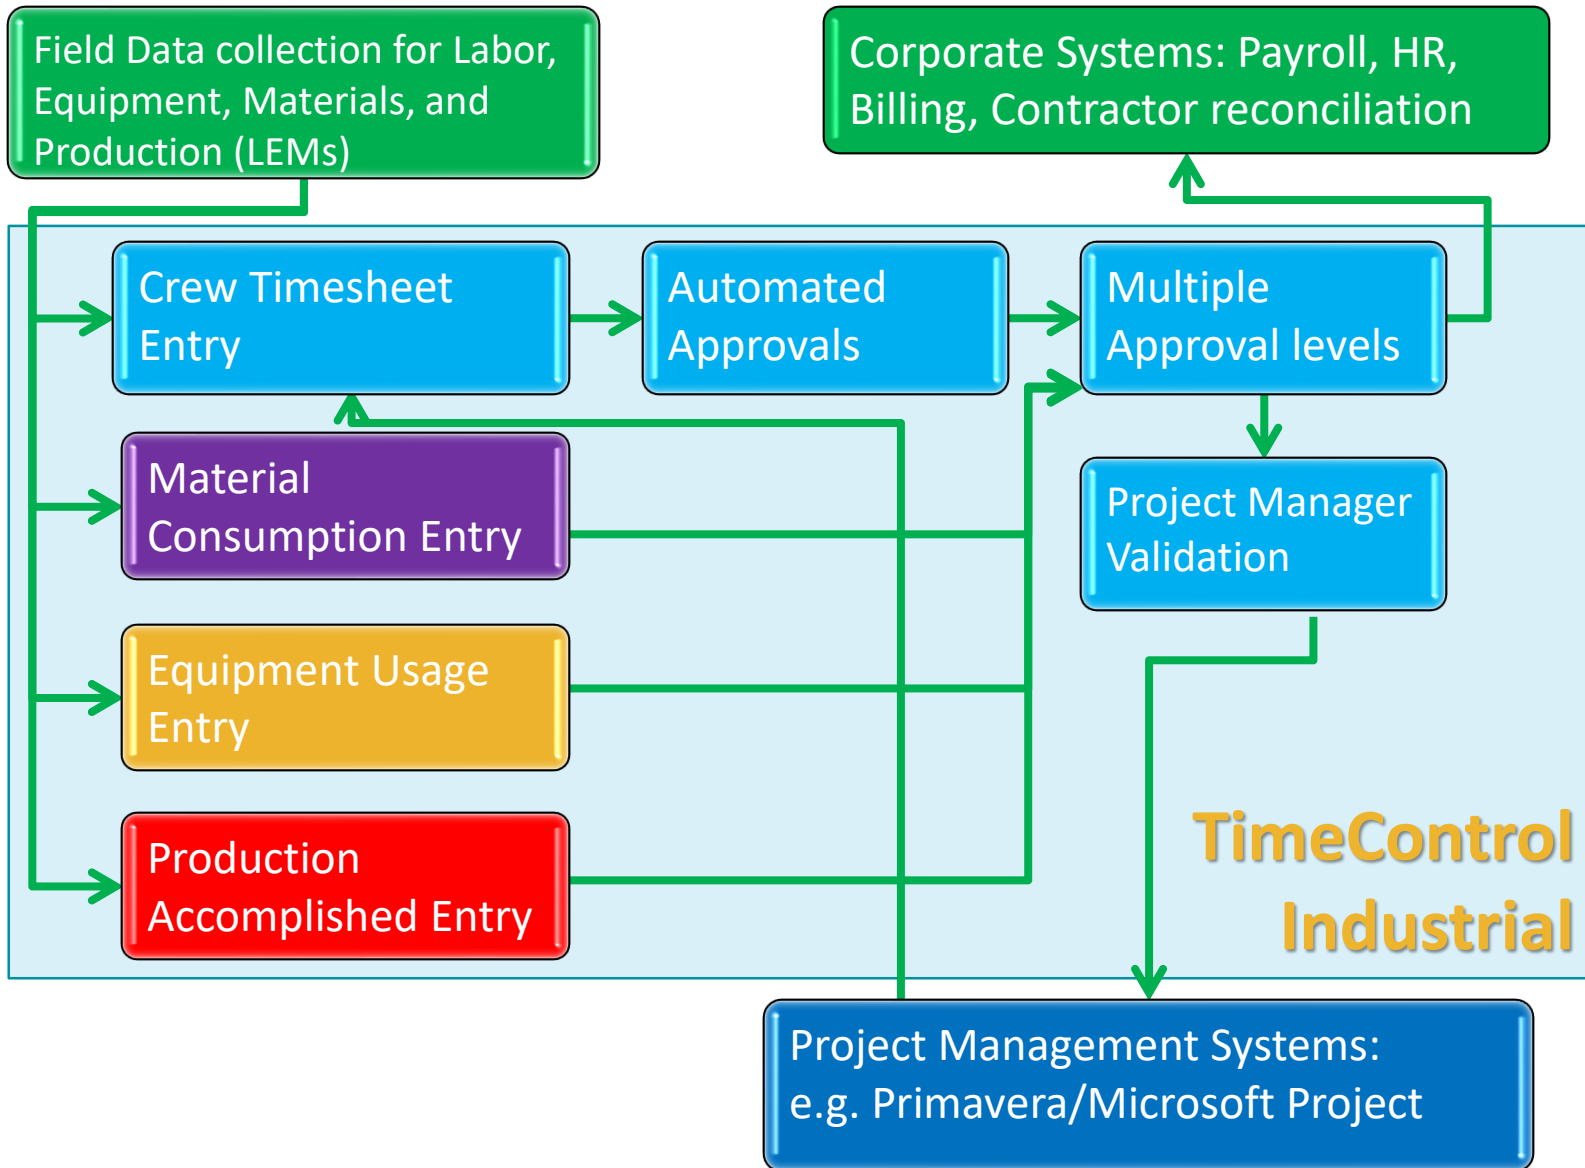 Field Data collection for Labor,
Equipment, Materials, and
Production (LEMs)
Corporate Systems: Payroll, HR,
Billing, Contractor reconciliation
Crew Timesheet
Entry
Automated
Approvals
Multiple
Approval levels
Material
Consumption Entry
Project Manager
Validation
Equipment Usage
Entry
Production
Accomplished Entry
TimeControl
Industrial
Project Management Systems:
e.g. Primavera/Microsoft Project